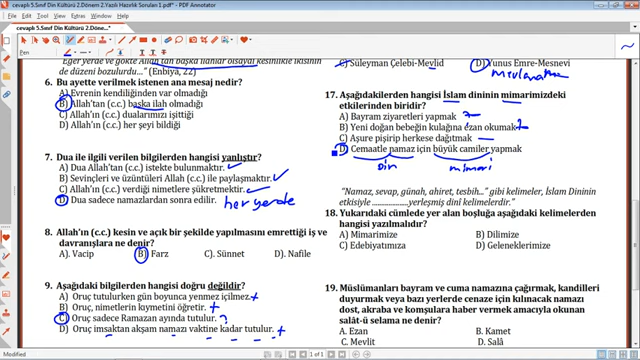 cevaplı 5.Sınıf Din Kültürü 2.Dönem 2.Yazılı Hazırlık Soruları 1.pdf* - PDF Annotator
cevaplı 5.Sınıf Din Kültürü 2.Döne... *
Eğer yerde ve gökte Allah'tan başka ilahlar olsaydı kesinlikle ikisinin
de düzeni bozulurdu." (Enbiya, 22)
6. Bu ayette verilmek istenen ana mesaj nedir?
A) Evrenin kendiliğinden var olmadığı
B) Allah'tan (c.c.) başka ilah olmadığı
C) Allah'ın (c.c.) dualarımızı işittiği
D) Allah'ın (c.c.) her şeyi bildiği
7. Dua ile ilgili verilen bilgilerden hangisi yanlıştır?
A) Dua Allah'tan (c.c.) istekte bulunmaktır.
B) Sevinçleri ve üzüntüleri Allah (c.c.) ile paylaşmaktır.
C) Allah'ın (c.c.) verdiği nimetlere şükretmektir.
D) Dua sadece namazlardan sonra edilir. her yerde
8. Allah'ın (c.c.) kesin ve açık bir şekilde yapılmasını emrettiği iş ve
davranışlara ne denir?
A) Vacip B) Farz C) Sünnet D) Nafile
9. Aşağıdaki bilgilerden hangisi doğru değildir?
A) Oruç tutulurken gün boyunca yenmez içilmez.
B) Oruç, nimetlerin kıymetini öğretir.
C) Oruç sadece Ramazan ayında tutulur. ?
D) Oruç imsaktan akşam namazı vaktine kadar tutulur.
C) Süleyman Çelebi-Mevlid D) Yunus Emre-Mesnevi
17. Aşağıdakilerden hangisi İslam dininin mimarimizdeki
etkilerinden biridir?
A) Bayram ziyaretleri yapmak
B) Yeni doğan bebeğin kulağına ezan okumak
C) Aşure pişirip herkese dağıtmak
D) Cemaatle namaz için büyük camiler yapmak
din mimari
"Namaz, sevap, günah, ahiret, tesbih..." gibi kelimeler, İslam Dininin
etkisiyle ....................yerleşmiş dinî kelimelerdir."
18. Yukarıdaki cümlede yer alan boşluğa aşağıdaki kelimelerden
hangisi yazılmalıdır?
A) Mimarimize B) Dilimize
C) Edebiyatımıza D) Geleneklerimize
19. Müslümanları bayram ve cuma namazına çağırmak, kandilleri
duyurmak veya bazı yerlerde cenaze için kılınacak namazı
dost, akraba ve komşulara haber vermek amacıyla okunan
salât-ü selama ne denir?
A) Ezan B) Kamet
C) Mevlit D) Salâ
1 of 1